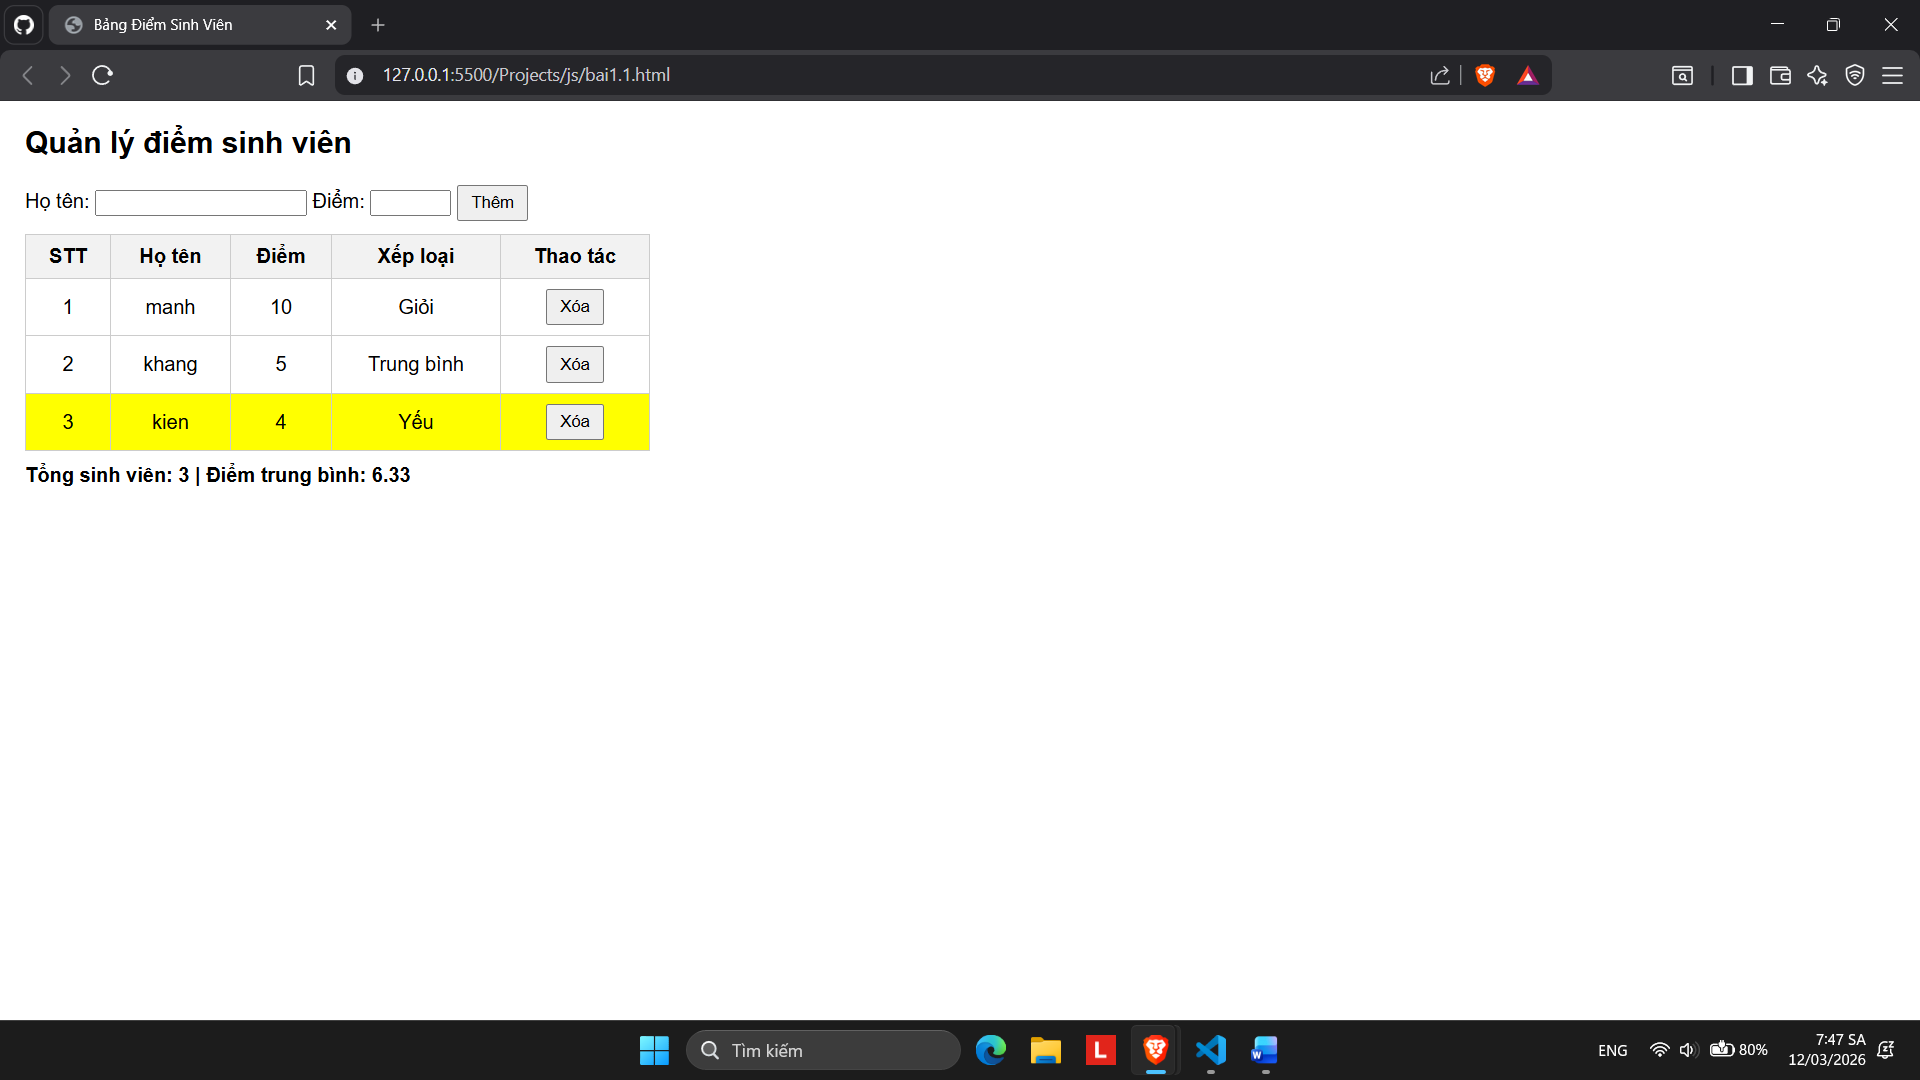 Bảng Điểm Sinh Viên
127.0.0.1:5500/Projects/js/bai1.1.html
Quản lý điểm sinh viên
Họ tên: Điểm: Thêm
STT Họ tên Điểm Xếp loại Thao tác
1 manh 10 Giỏi Xóa
2 khang 5 Trung bình Xóa
3 kien 4 Yếu Xóa
Tổng sinh viên: 3 | Điểm trung bình: 6.33
Tìm kiếm
L
W
ENG
80%
7:47 SA
12/03/2026